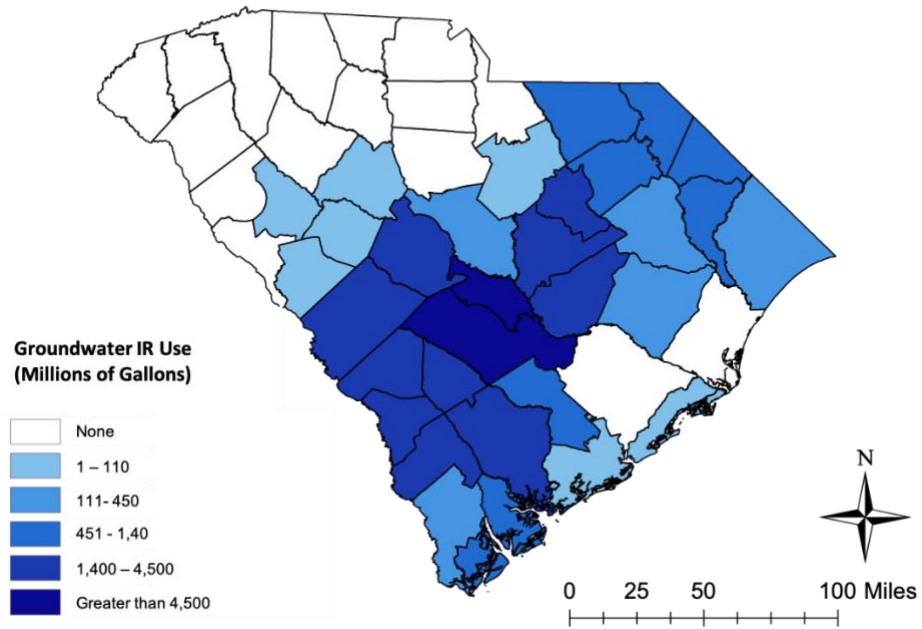 Groundwater IR Use
(Millions of Gallons)
None
1 – 110
111- 450
451 - 1,40
1,400 – 4,500
Greater than 4,500
N
0 25 50 100 Miles